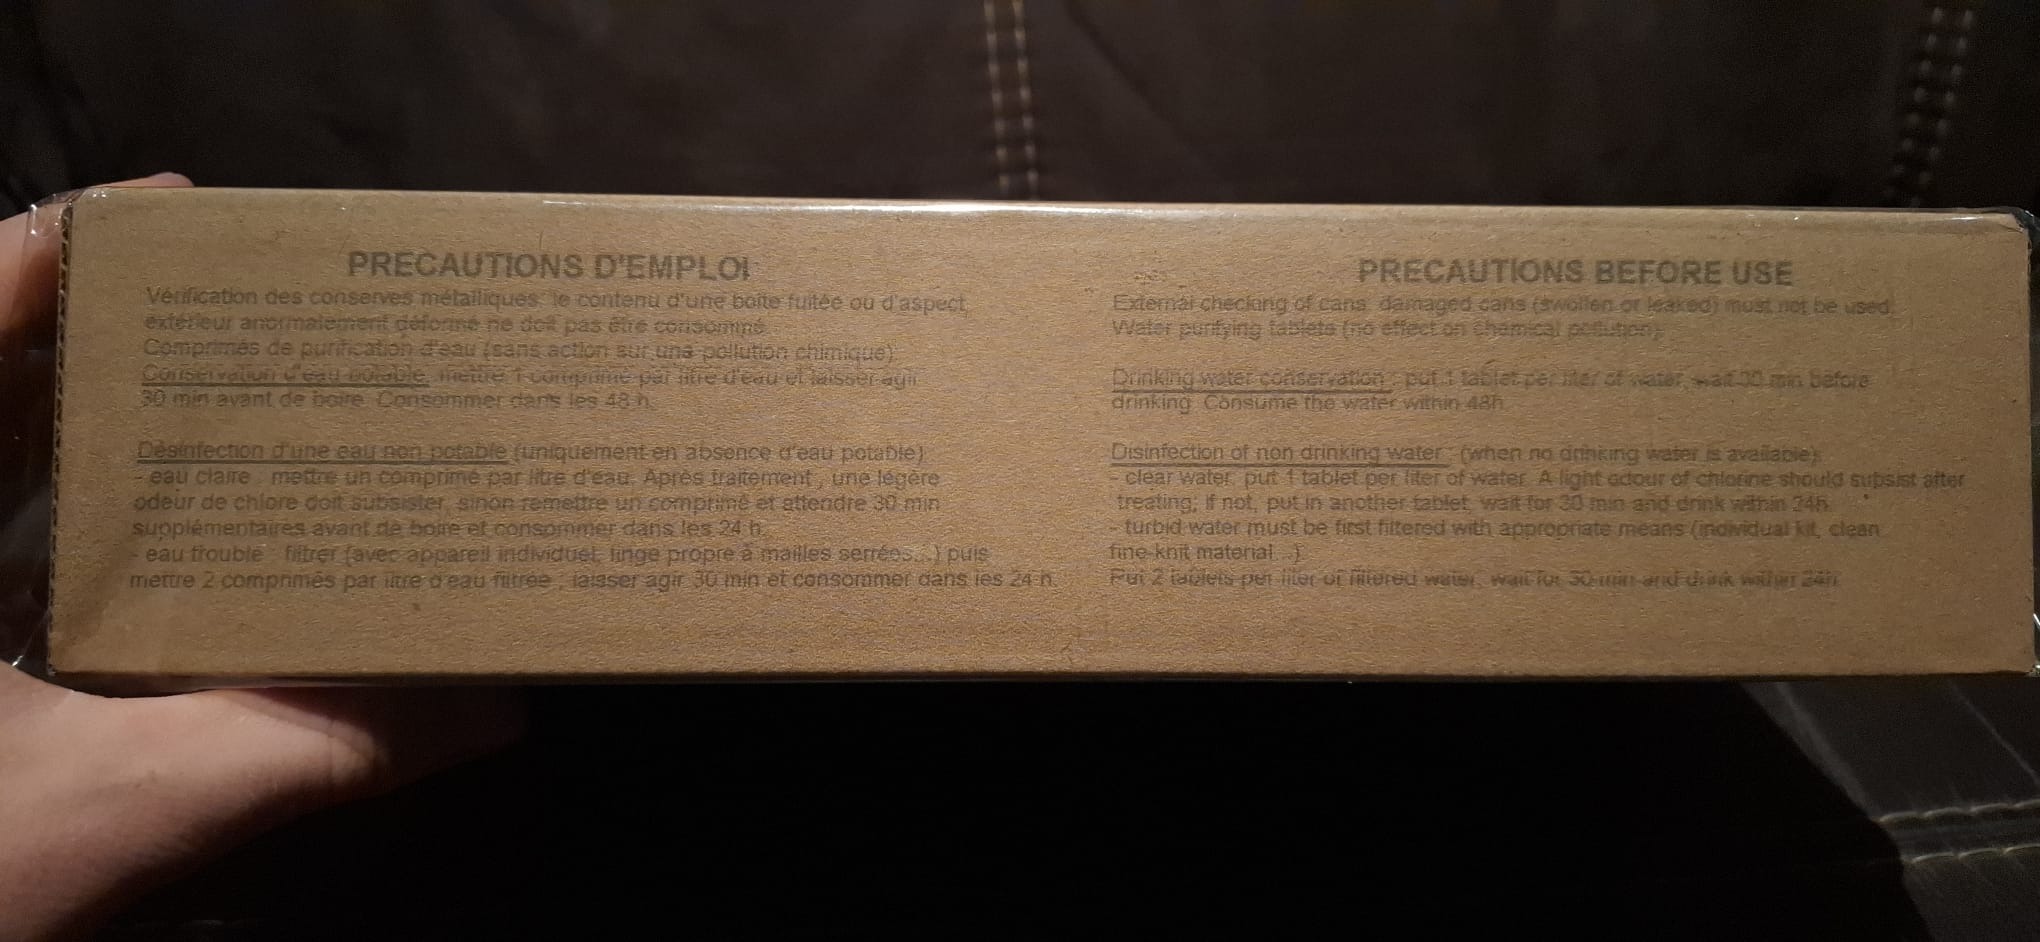 PRECAUTIONS D'EMPLOI
Vérification des conserves métalliques: le contenu d'une boîte fuitée ou d'aspect
extérieur anormalement déformé ne doit pas être consommé.
Comprimés de purification d'eau (sans action sur une pollution chimique)
Conservation d'eau potable: mettre 1 comprimé par litre d'eau et laisser agir
30 min avant de boire. Consommer dans les 48 h.
Désinfection d'une eau non potable (uniquement en absence d'eau potable)
- eau claire : mettre un comprimé par litre d'eau. Après traitement, une légère
odeur de chlore doit subsister, sinon remettre un comprimé et attendre 30 min
supplémentaires avant de boire et consommer dans les 24 h.
- eau trouble : filtrer (avec appareil individuel, linge propre à mailles serrées...) puis
mettre 2 comprimés par litre d'eau filtrée ; laisser agir 30 min et consommer dans les 24 h.
PRECAUTIONS BEFORE USE
External checking of cans: damaged cans (swollen or leaked) must not be used.
Water purifying tablets (no effect on Chemical pollution):
Drinking water conservation : put 1 tablet per liter of water, wait 30 min before
drinking. Consume the water within 48h.
Disinfection of non drinking water : (when no drinking water is available):
- clear water: put 1 tablet per liter of water. A light odour of chlorine should subsist after
treating; if not, put in another tablet, wait for 30 min and drink within 24h.
- turbid water must be first filtered with appropriate means (individual kit, clean
fine-knit material...)
Put 2 tablets per liter of filtered water, wait for 30 min and drink within 24h.